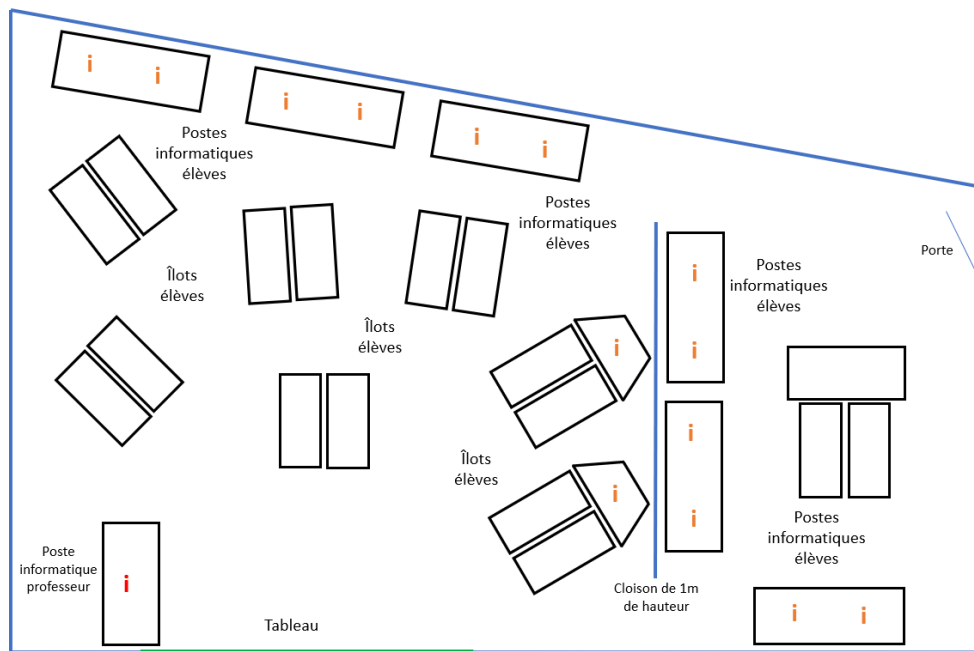 i i
i i
i i
Postes
informatiques
élèves
Postes
informatiques
élèves
Porte
i
i
Postes
informatiques
élèves
Îlots
élèves
Îlots
élèves
i
i
i
Îlots
élèves
i
Postes
informatiques
élèves
Poste
informatique
professeur
i
Cloison de 1m
de hauteur
i i
Tableau